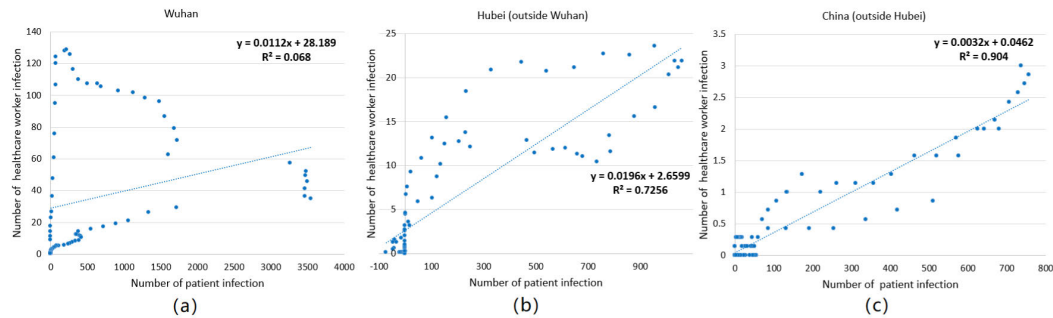 Wuhan
y = 0.0112x + 28.189
R² = 0.068
Number of healthcare worker infection
140
120
100
80
60
40
20
0
0 500 1000 1500 2000 2500 3000 3500 4000
Number of patient infection
(a)
Hubei (outside Wuhan)
y = 0.0196x + 2.6599
R² = 0.7256
Number of healthcare worker infection
25
20
15
10
5
0
-100 100 300 500 700 900
Number of patient infection
(b)
China (outside Hubei)
y = 0.0032x + 0.0462
R² = 0.904
Number of healthcare worker infection
3.5
3
2.5
2
1.5
1
0.5
0
0 100 200 300 400 500 600 700 800
Number of patient infection
(c)